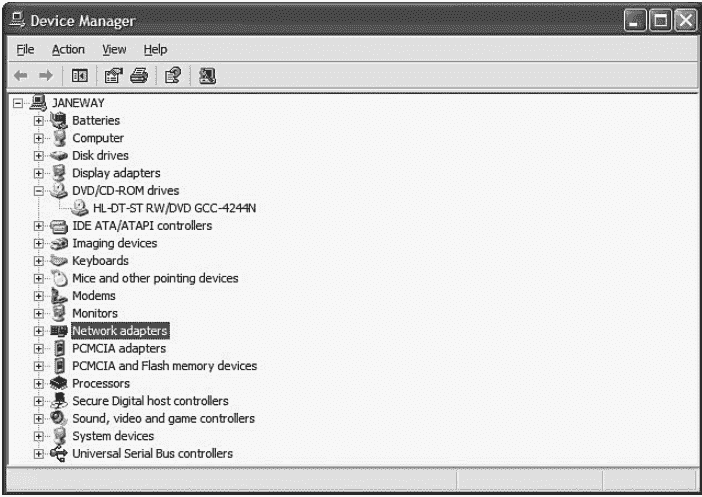 Device Manager
File Action View Help
JANEWAY
Batteries
Computer
Disk drives
Display adapters
DVD/CD-ROM drives
HL-DT-ST RW/DVD GCC-4244N
IDE ATA/ATAPI controllers
Imaging devices
Keyboards
Mice and other pointing devices
Modems
Monitors
Network adapters
PCMCIA adapters
PCMCIA and Flash memory devices
Processors
Secure Digital host controllers
Sound, video and game controllers
System devices
Universal Serial Bus controllers